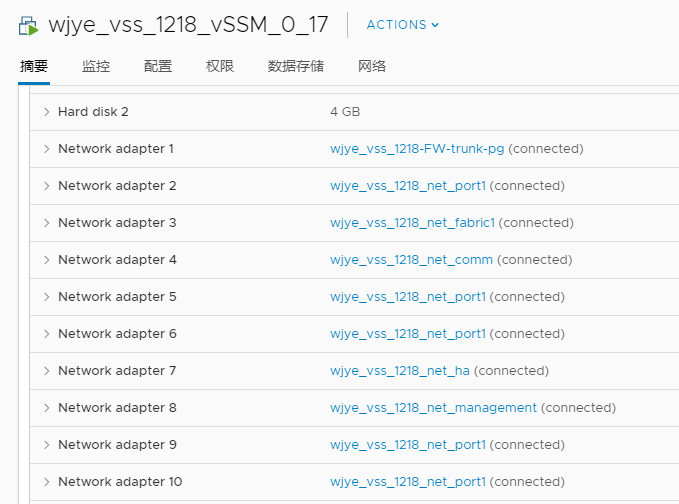 wjye_vss_1218_vSSM_0_17 ACTIONS
摘要 监控 配置 权限 数据存储 网络
Hard disk 2 4 GB
Network adapter 1 wjye_vss_1218-FW-trunk-pg (connected)
Network adapter 2 wjye_vss_1218_net_port1 (connected)
Network adapter 3 wjye_vss_1218_net_fabric1 (connected)
Network adapter 4 wjye_vss_1218_net_comm (connected)
Network adapter 5 wjye_vss_1218_net_port1 (connected)
Network adapter 6 wjye_vss_1218_net_port1 (connected)
Network adapter 7 wjye_vss_1218_net_ha (connected)
Network adapter 8 wjye_vss_1218_net_management (connected)
Network adapter 9 wjye_vss_1218_net_port1 (connected)
Network adapter 10 wjye_vss_1218_net_port1 (connected)